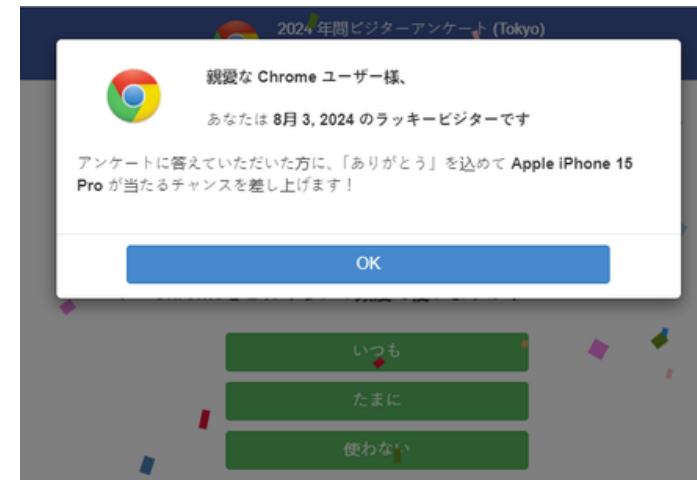 2024 年間ビジターアンケート (Tokyo)
親愛な Chrome ユーザー様、
あなたは 8月 3, 2024 のラッキービジターです
アンケートに答えていただいた方に、「ありがとう」を込めて Apple iPhone 15
Pro が当たるチャンスを差し上げます！
OK
いつも
たまに
使わない